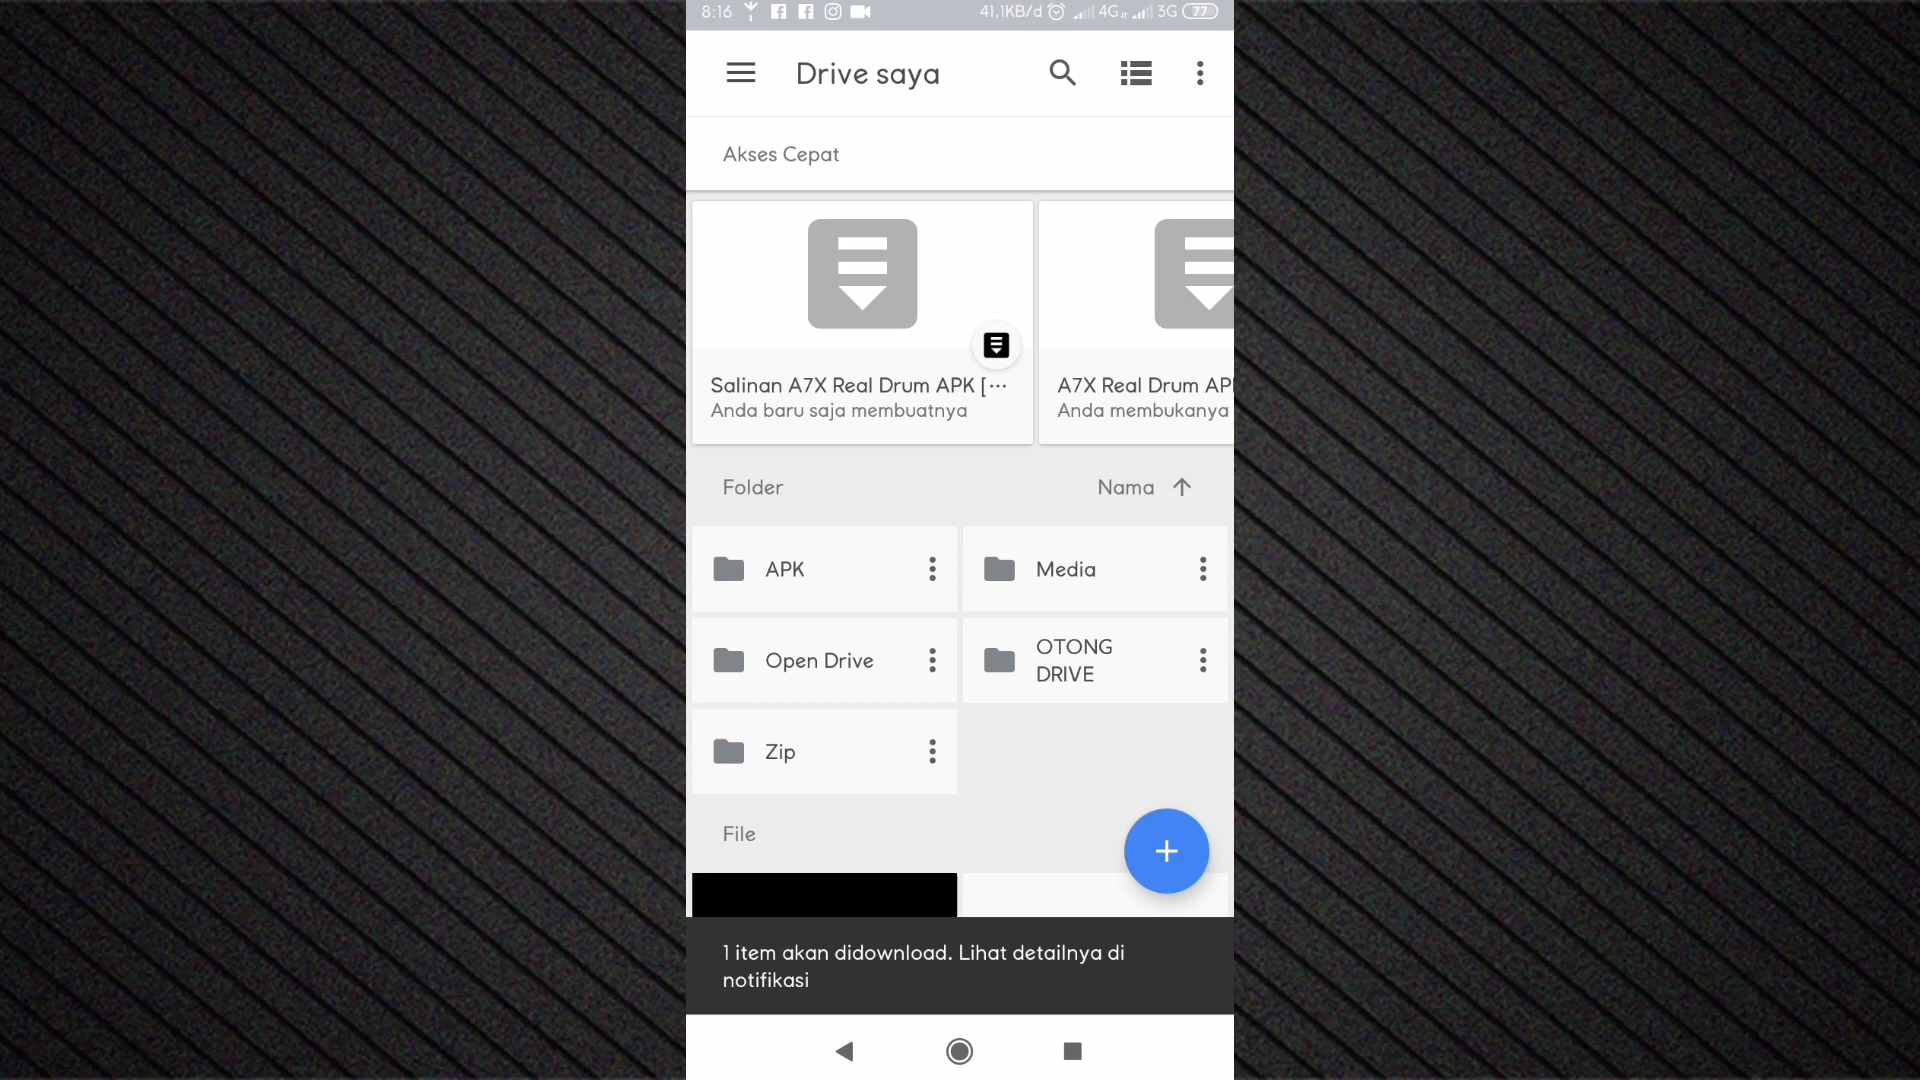 8:16 41,1KB/d 4G 3G 77
Drive saya
Akses Cepat
Salinan A7X Real Drum APK [...
Anda baru saja membuatnya
A7X Real Drum AP
Anda membukanya
Folder Nama
APK
Media
Open Drive
OTONG
DRIVE
Zip
File
1 item akan didownload. Lihat detailnya di
notifikasi